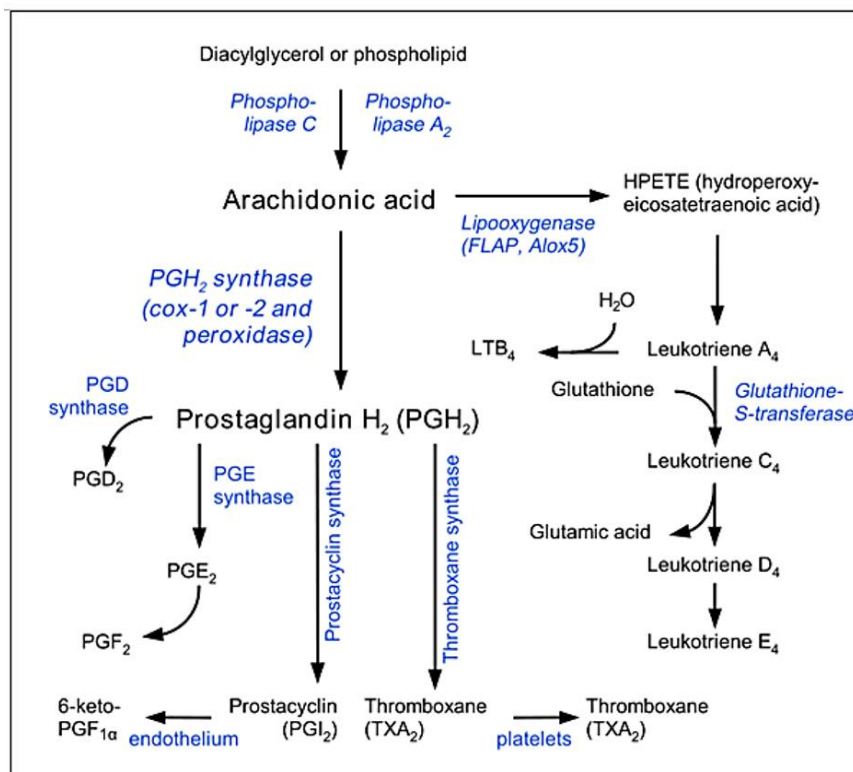 Diacylglycerol or phospholipid
Phospho-
lipase C
Phospho-
lipase A₂
Arachidonic acid
HPETE (hydroperoxy-
eicosatetraenoic acid)
Lipooxygenase
(FLAP, Alox5)
PGH₂ synthase
(cox-1 or -2 and
peroxidase)
H₂O
LTB₄
Leukotriene A₄
Glutathione
Glutathione-
S-transferase
PGD
synthase
Prostaglandin H₂ (PGH₂)
PGD₂
PGE
synthase
Prostacyclin synthase
Thromboxane synthase
Leukotriene C₄
Glutamic acid
PGE₂
Leukotriene D₄
PGF₂
Leukotriene E₄
6-keto-
PGF₁α
endothelium
Prostacyclin
(PGI₂)
Thromboxane
(TXA₂)
platelets
Thromboxane
(TXA₂)